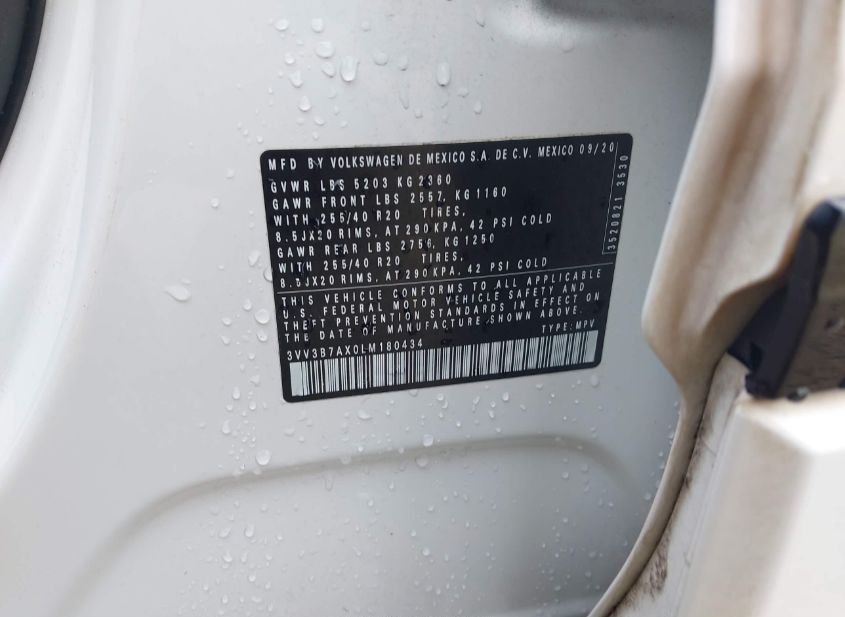 MFD BY VOLKSWAGEN DE MEXICO S.A. DE C.V. MEXICO 09/20
GVWR LBS 5203 KG 2360
GAWR FRONT LBS 2557, KG 1160
WITH 255/40 R20 TIRES,
8.5JX20 RIMS, AT 290 KPA, 42 PSI COLD
GAWR REAR LBS 2756, KG 1250
WITH 255/40 R20 TIRES,
8.5JX20 RIMS, AT 290 KPA, 42 PSI COLD
3520821 3530
THIS VEHICLE CONFORMS TO ALL APPLICABLE
U.S. FEDERAL MOTOR VEHICLE SAFETY AND
THEFT PREVENTION STANDARDS IN EFFECT ON
THE DATE OF MANUFACTURE SHOWN ABOVE.
3VV3B7AX0LM180434 TYPE: MPV